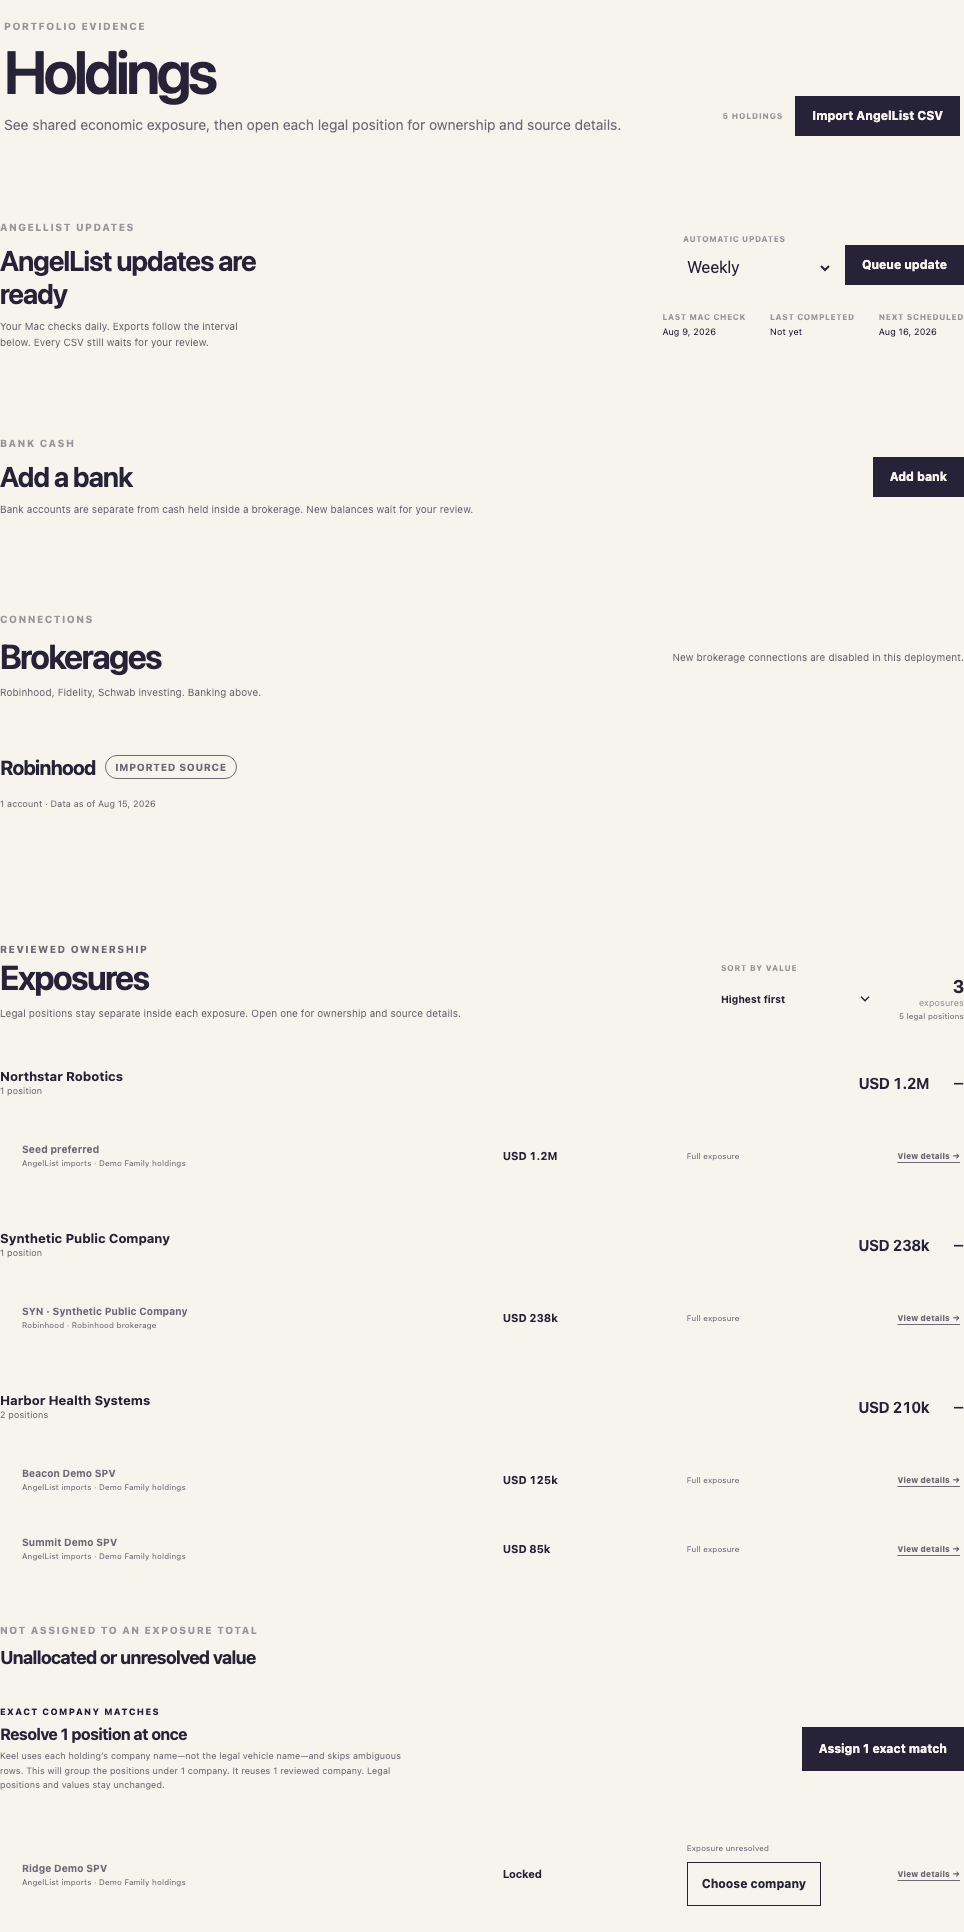 PORTFOLIO EVIDENCE
Holdings
See shared economic exposure, then open each legal position for ownership and source details.
5 HOLDINGS
Import AngelList CSV
ANGELLIST UPDATES
AngelList updates are
ready
Your Mac checks daily. Exports follow the interval
below. Every CSV still waits for your review.
AUTOMATIC UPDATES
Weekly
Queue update
LAST MAC CHECK
Aug 9, 2026
LAST COMPLETED
Not yet
NEXT SCHEDULED
Aug 16, 2026
BANK CASH
Add a bank
Bank accounts are separate from cash held inside a brokerage. New balances wait for your review.
Add bank
CONNECTIONS
Brokerages
Robinhood, Fidelity, Schwab investing. Banking above.
New brokerage connections are disabled in this deployment.
Robinhood IMPORTED SOURCE
1 account · Data as of Aug 15, 2026
REVIEWED OWNERSHIP
Exposures
Legal positions stay separate inside each exposure. Open one for ownership and source details.
SORT BY VALUE
Highest first
3
exposures
5 legal positions
Northstar Robotics
1 position
USD 1.2M –
Seed preferred
AngelList imports · Demo Family holdings
USD 1.2M
Full exposure
View details →
Synthetic Public Company
1 position
USD 238k –
SYN · Synthetic Public Company
Robinhood · Robinhood brokerage
USD 238k
Full exposure
View details →
Harbor Health Systems
2 positions
USD 210k –
Beacon Demo SPV
AngelList imports · Demo Family holdings
USD 125k
Full exposure
View details →
Summit Demo SPV
AngelList imports · Demo Family holdings
USD 85k
Full exposure
View details →
NOT ASSIGNED TO AN EXPOSURE TOTAL
Unallocated or unresolved value
EXACT COMPANY MATCHES
Resolve 1 position at once
Keel uses each holding's company name—not the legal vehicle name—and skips ambiguous
rows. This will group the positions under 1 company. It reuses 1 reviewed company. Legal
positions and values stay unchanged.
Assign 1 exact match
Ridge Demo SPV
AngelList imports · Demo Family holdings
Locked
Exposure unresolved
Choose company
View details →